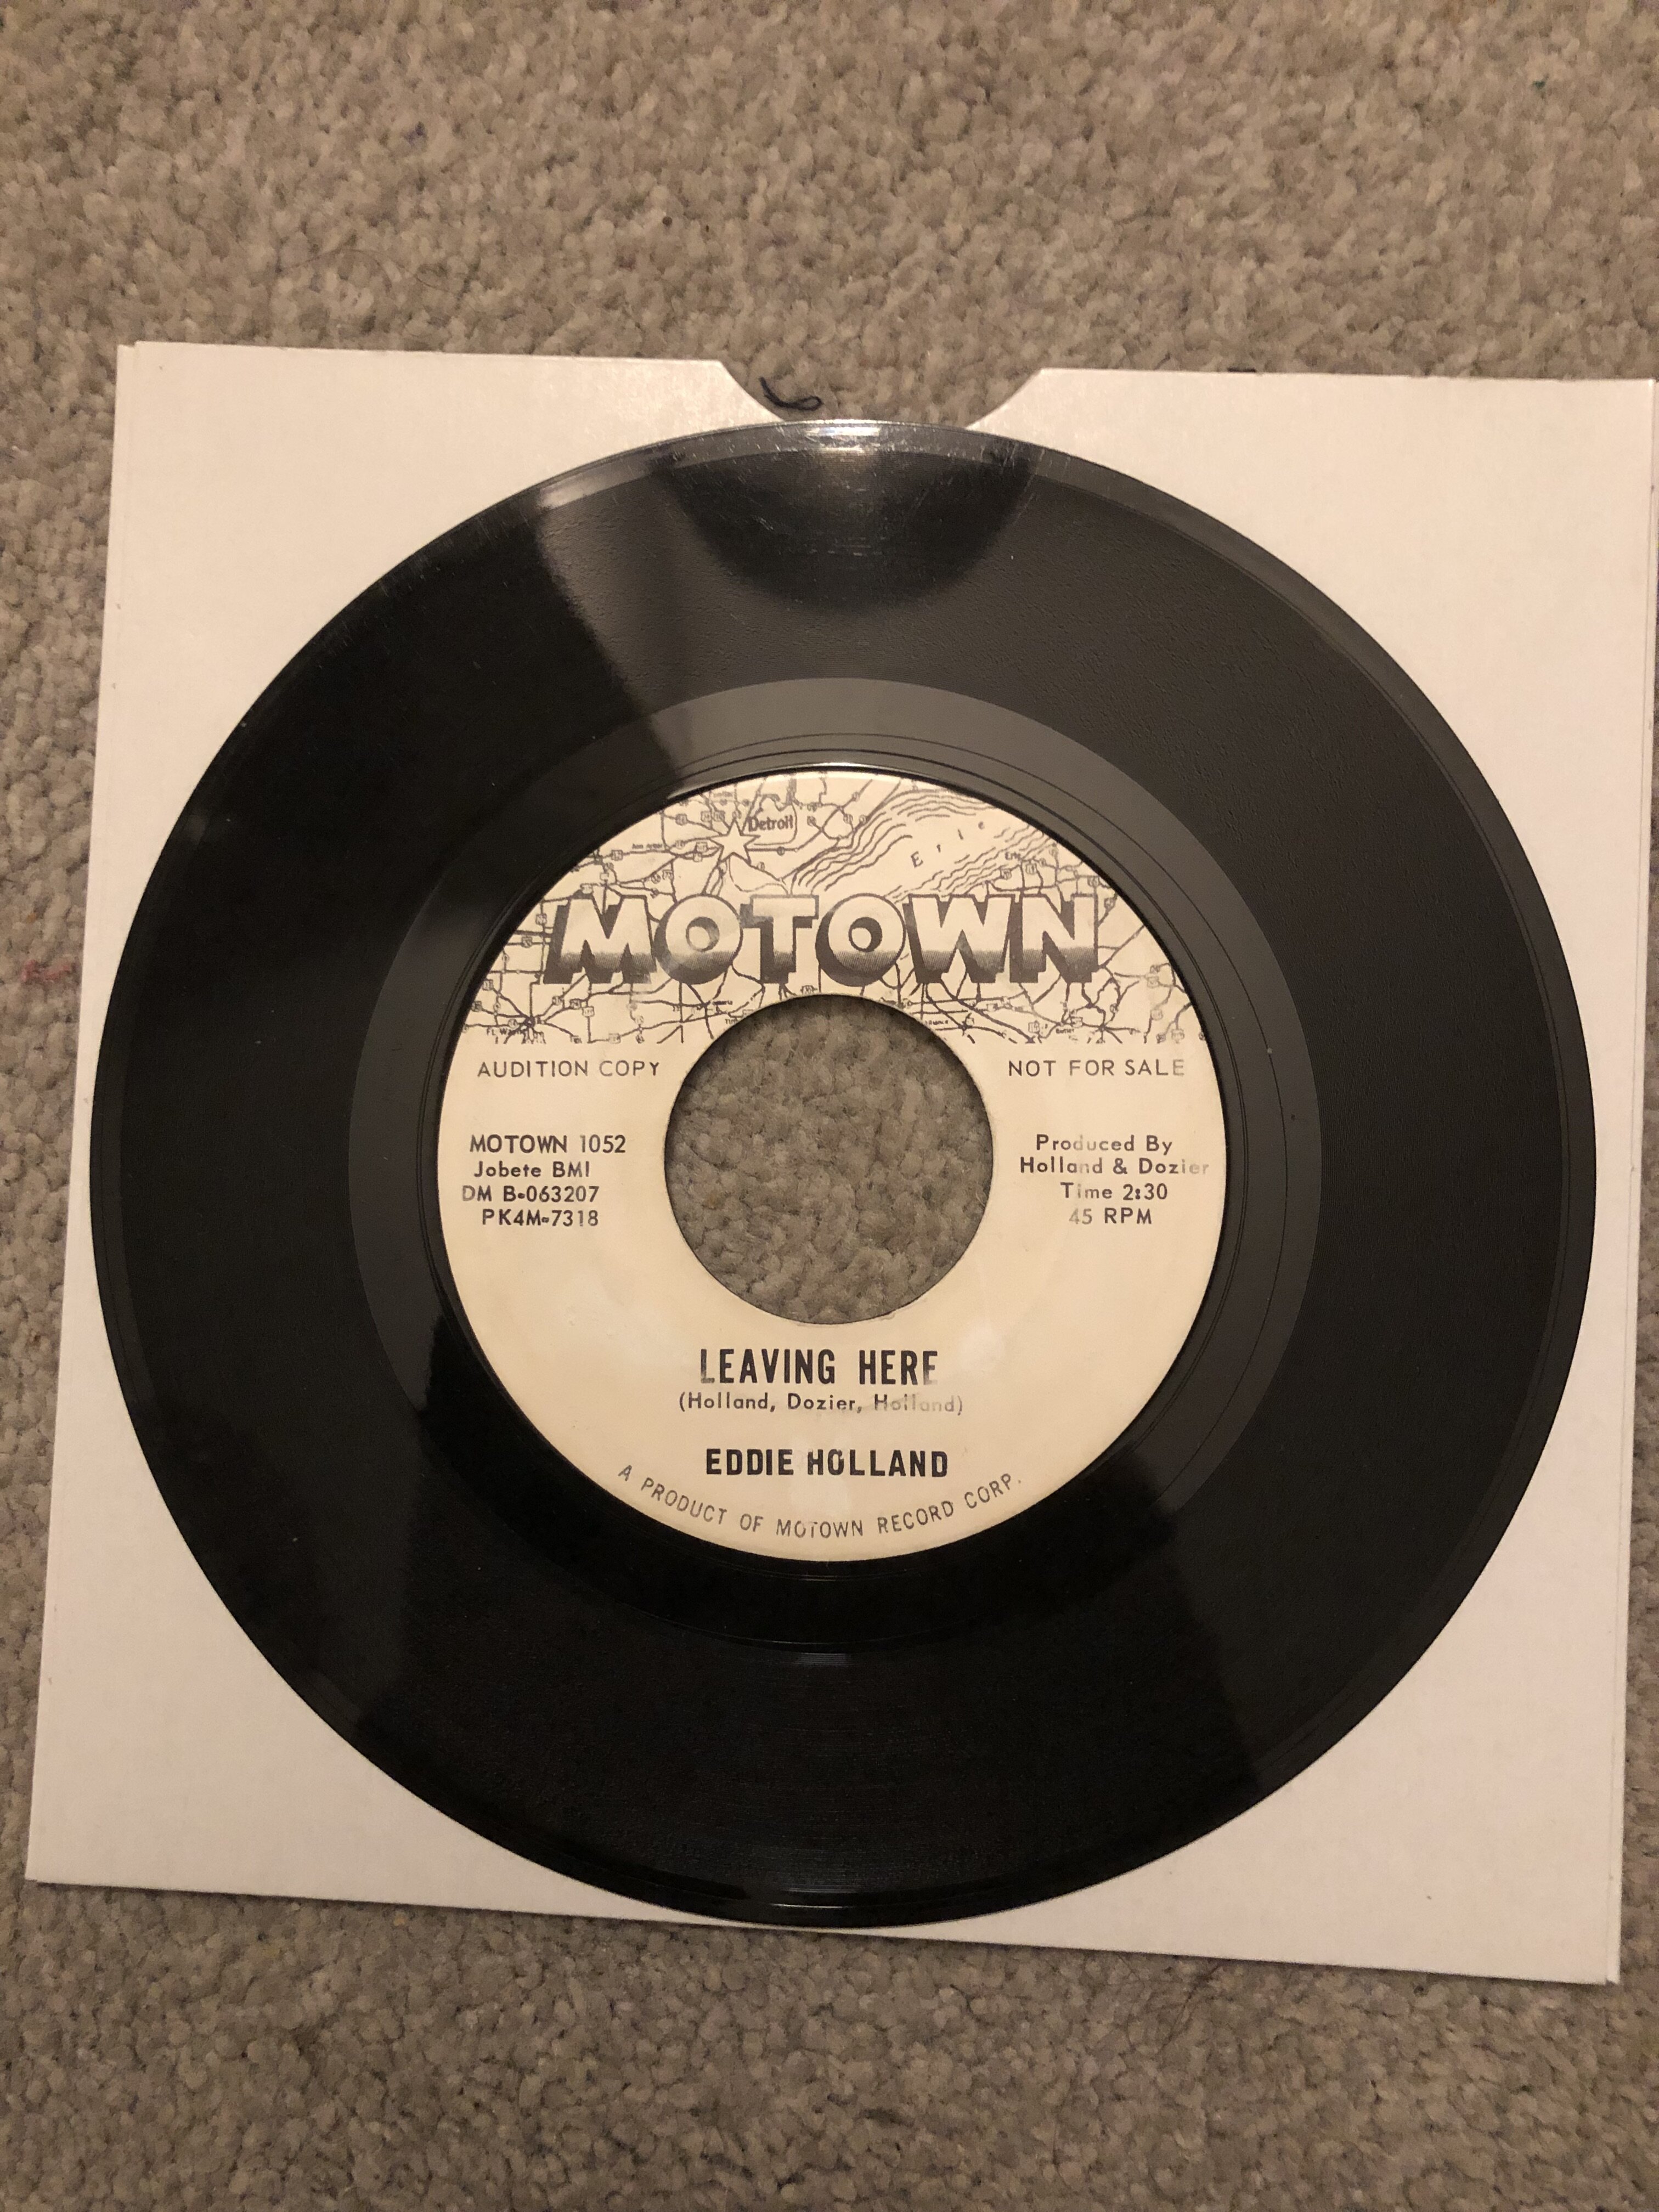 Detroit
Erie
MOTOWN
AUDITION COPY
NOT FOR SALE
MOTOWN 1052
Jobete BMI
DM B-063207
PK4M-7318
Produced By
Holland & Dozier
Time 2:30
45 RPM
LEAVING HERE
(Holland, Dozier, Holland)
EDDIE HOLLAND
A PRODUCT OF MOTOWN RECORD CORP.